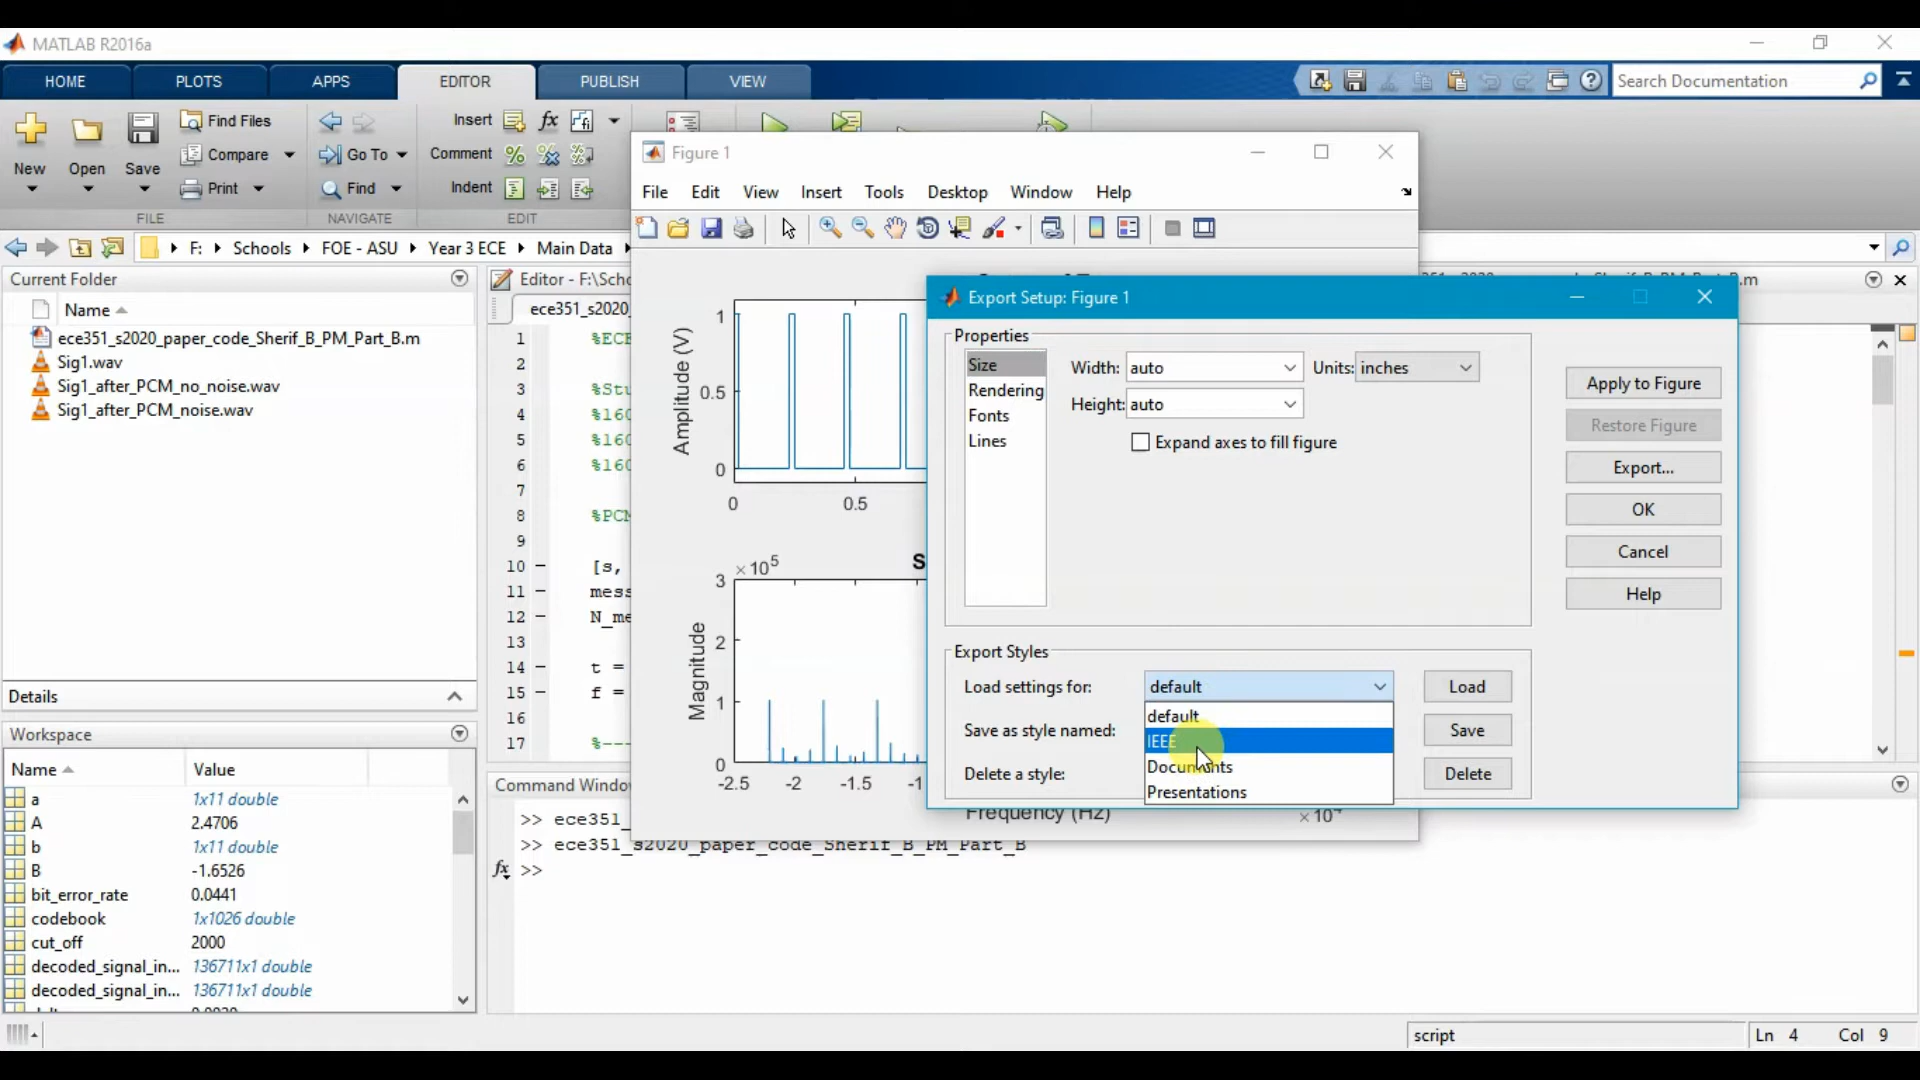 MATLAB R2016a
HOME
PLOTS
APPS
EDITOR
PUBLISH
VIEW
Search Documentation
New
Open
Save
Find Files
Compare
Print
FILE
Go To
Find
NAVIGATE
Insert
fx
Comment
Indent
EDIT
F:
Schools
FOE - ASU
Year 3 ECE
Main Data
Current Folder
Name
ece351_s2020_paper_code_Sherif_B_PM_Part_B.m
Sig1.wav
Sig1_after_PCM_no_noise.wav
Sig1_after_PCM_noise.wav
Details
Workspace
Name
Value
a 1x11 double
A 2.4706
b 1x11 double
B -1.6526
bit_error_rate 0.0441
codebook 1x1026 double
cut_off 2000
decoded_signal_in... 136711x1 double
decoded_signal_in... 136711x1 double
Editor - F:\Scho
ece351_s2020_
1 %ECE
2
3 %Stu
4 %160
5 %160
6 %160
7
8 %PCM
9
10 – [s,
11 – mess
12 – N_me
13
14 – t =
15 – f =
16
17 %---
Command Window
>> ece351_
>> ece351_s2020_paper_code_Sherif_B_PM_Part_B
fx >>
Figure 1
File
Edit
View
Insert
Tools
Desktop
Window
Help
Amplitude (V)
1
0.5
0
0
0.5
×10^5
S
Magnitude
3
2
1
0
-2.5
-2
-1.5
-1
Frequency (Hz)
×10^4
Export Setup: Figure 1
Properties
Size
Rendering
Fonts
Lines
Width: auto
Units: inches
Height: auto
Expand axes to fill figure
Apply to Figure
Restore Figure
Export...
OK
Cancel
Help
Export Styles
Load settings for: default
Load
Save as style named:
Save
Delete a style:
Delete
default
IEEE
Documents
Presentations
script
Ln 4
Col 9